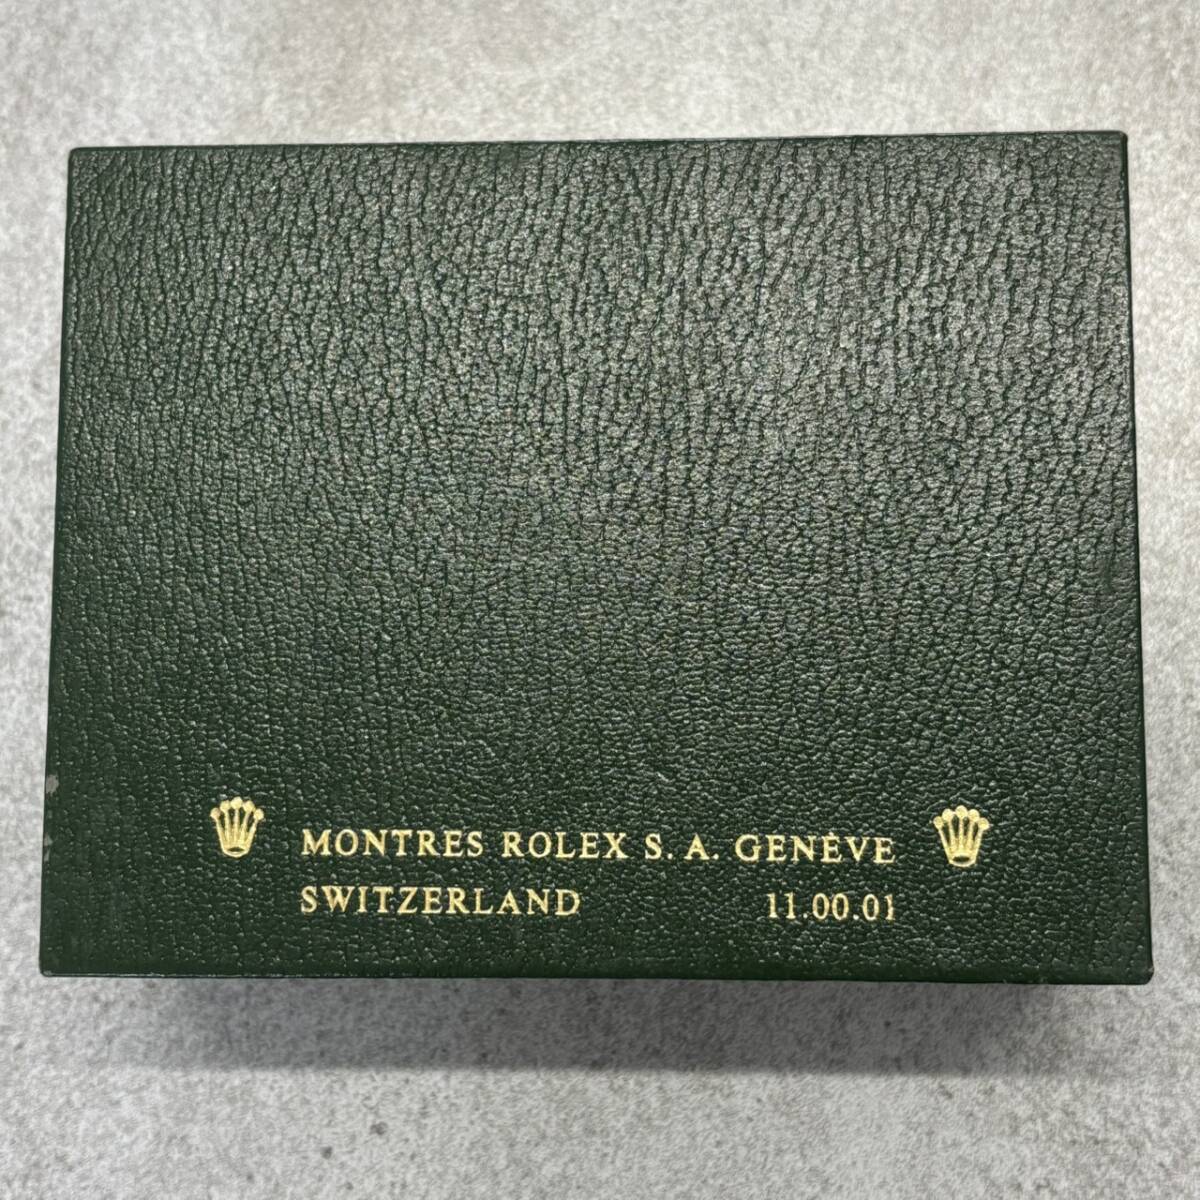 MONTRES ROLEX S.A. GENÈVE
SWITZERLAND 11.00.01